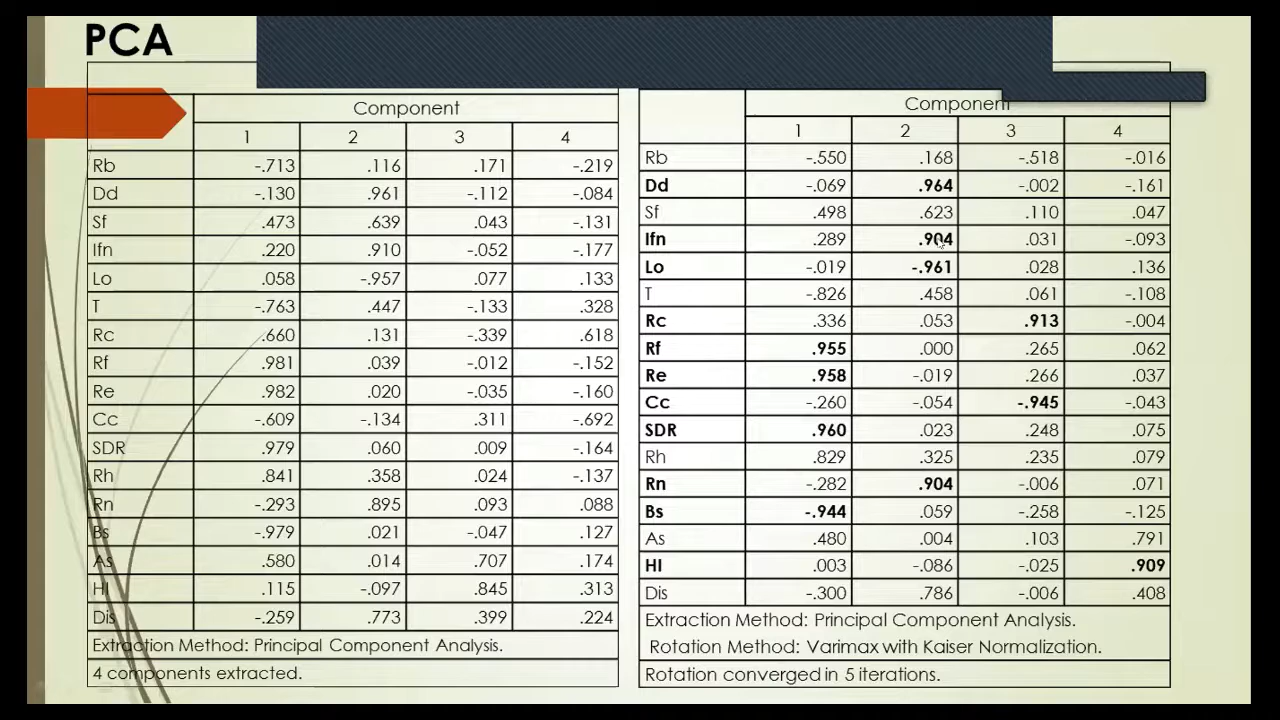 PCA
Component
1 2 3 4
Rb -.713 .116 .171 -.219
Dd -.130 .961 -.112 -.084
Sf .473 .639 .043 -.131
Ifn .220 .910 -.052 -.177
Lo .058 -.957 .077 .133
T -.763 .447 -.133 .328
Rc .660 .131 -.339 .618
Rf .981 .039 -.012 -.152
Re .982 .020 -.035 -.160
Cc -.609 -.134 .311 -.692
SDR .979 .060 .009 -.164
Rh .841 .358 .024 -.137
Rn -.293 .895 .093 .088
Bs -.979 .021 -.047 .127
As .580 .014 .707 .174
HI .115 -.097 .845 .313
Dis -.259 .773 .399 .224
Extraction Method: Principal Component Analysis.
4 components extracted.
Component
1 2 3 4
Rb -.550 .168 -.518 -.016
Dd -.069 .964 -.002 -.161
Sf .498 .623 .110 .047
Ifn .289 .904 .031 -.093
Lo -.019 -.961 .028 .136
T -.826 .458 .061 -.108
Rc .336 .053 .913 -.004
Rf .955 .000 .265 .062
Re .958 -.019 .266 .037
Cc -.260 -.054 -.945 -.043
SDR .960 .023 .248 .075
Rh .829 .325 .235 .079
Rn -.282 .904 -.006 .071
Bs -.944 .059 -.258 -.125
As .480 .004 .103 .791
HI .003 -.086 -.025 .909
Dis -.300 .786 -.006 .408
Extraction Method: Principal Component Analysis.
Rotation Method: Varimax with Kaiser Normalization.
Rotation converged in 5 iterations.